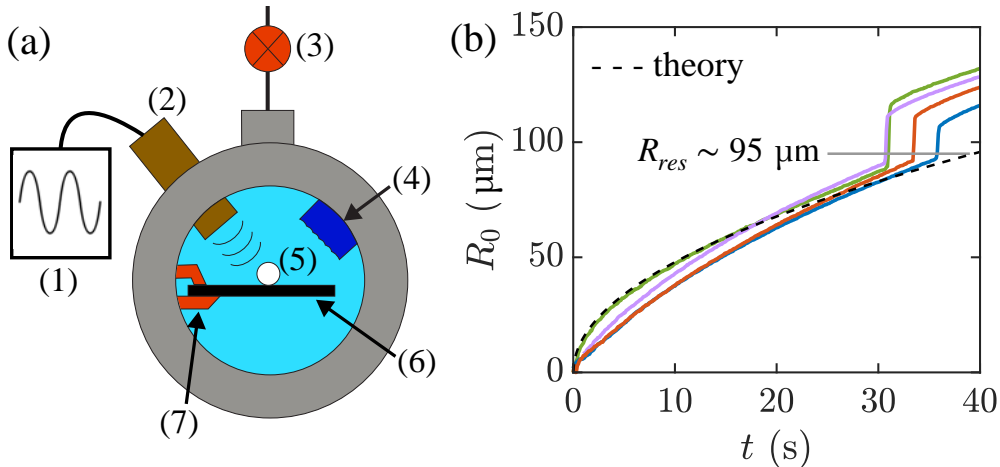 (a)
(1)
(2)
(3)
(4)
(5)
(6)
(7)
(b)
150
100
50
0
R₀ (μm)
theory
R_res ~ 95 μm
0
10
20
30
40
t (s)